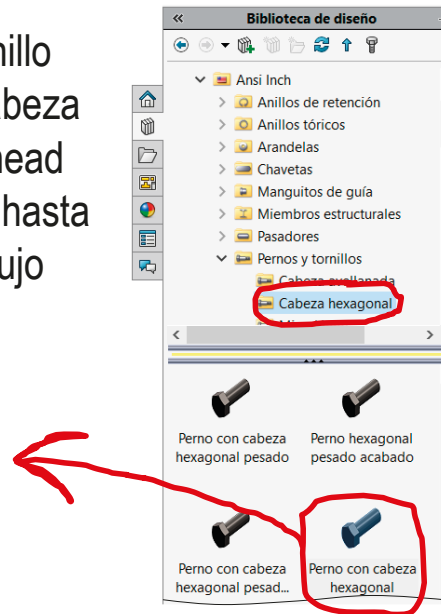 nillo
abeza
head
hasta
ujo
Biblioteca de diseño
Ansi Inch
Anillos de retención
Anillos tóricos
Arandelas
Chavetas
Manguitos de guía
Miembros estructurales
Pasadores
Pernos y tornillos
Cabeza avellanada
Cabeza hexagonal
Perno con cabeza
hexagonal pesado
Perno hexagonal
pesado acabado
Perno con cabeza
hexagonal pesad...
Perno con cabeza
hexagonal